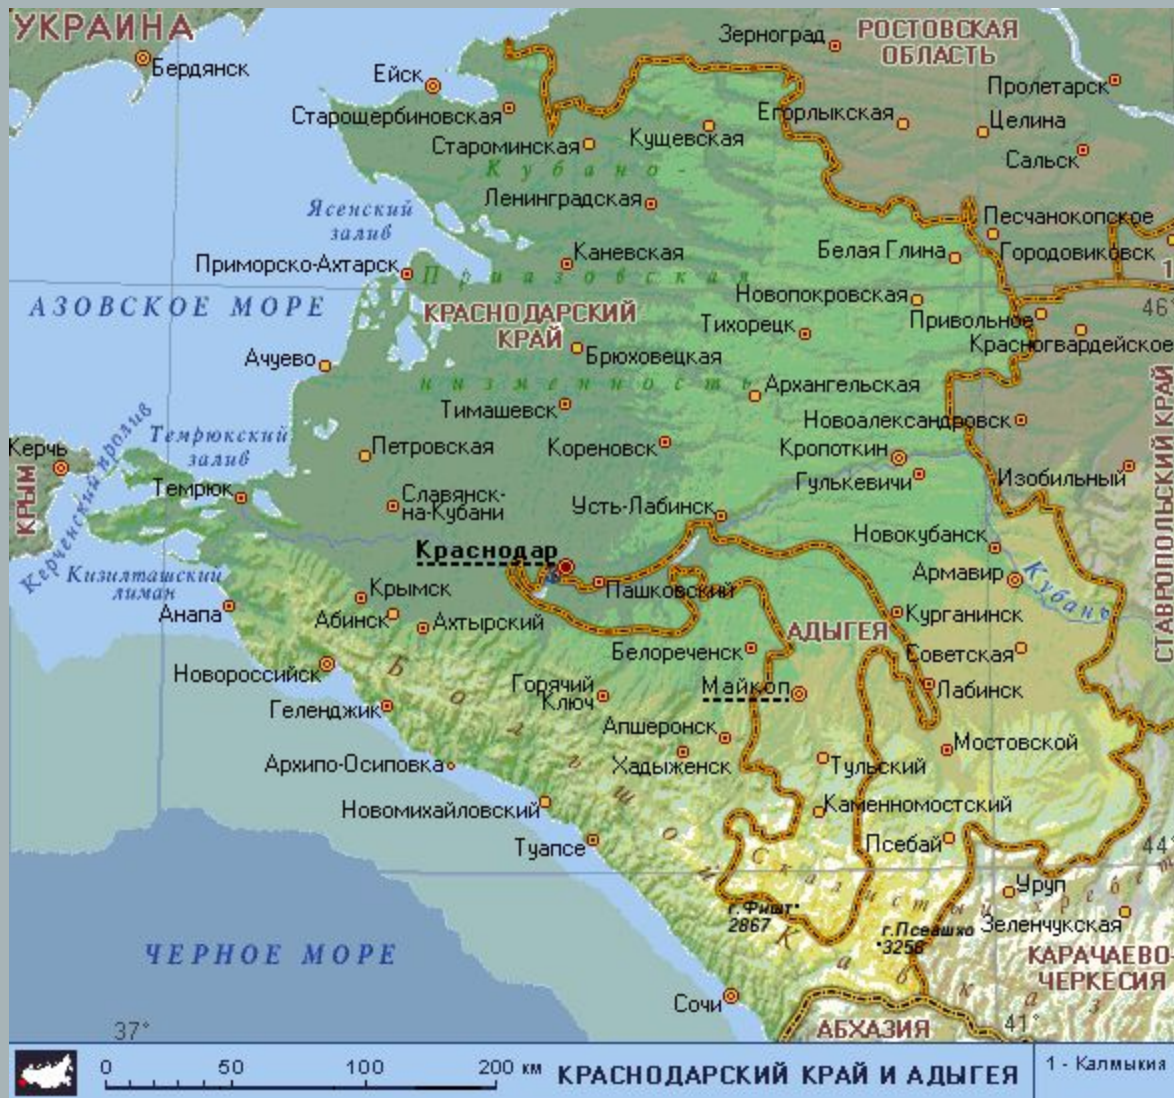 УКРАИНА
Бердянск
Ейск
Зерноград
РОСТОВСКАЯ
ОБЛАСТЬ
Пролетарск
Старощербиновская
Егорлыкская
Целина
Староминская
Кущевская
Сальск
Кубано-
Ленинградская
Ясенский
залив
Песчанокопское
Каневская
Белая Глина
Городовиковск
Приморско-Ахтарск
Приазовская
1
АЗОВСКОЕ МОРЕ
КРАСНОДАРСКИЙ
КРАЙ
Новопокровская
46
Тихорецк
Привольное
Красногвардейское
Ачуево
Брюховецкая
низменность
Архангельская
Тимашевск
Новоалександровск
СТАВРОПОЛЬСКИЙ КРАЙ
Керчь
Керченский пролив
Темрюкский
залив
Петровская
Кореновск
Кропоткин
Гулькевичи
Изобильный
КРЫМ
Темрюк
Славянск-
на-Кубани
Усть-Лабинск
Новокубанск
Краснодар
Кизилташский
лиман
Пашковский
Армавир
Кубань
Анапа
Крымск
Абинск
Ахтырский
Курганинск
АДЫГЕЯ
Белореченск
Советская
Новороссийск
Горячий
Ключ
Майкоп
Лабинск
Геленджик
Апшеронск
Хадыженск
Мостовской
Архипо-Осиповка
Тульский
Новомихайловский
Каменномостский
Туапсе
Псебай
44°
Большой Кавказ
Скалистый хребет
Уруп
г.Фишт
2867
г.Псеашхо
3256
Зеленчукская
ЧЕРНОЕ МОРЕ
КАРАЧАЕВО-
ЧЕРКЕСИЯ
Сочи
37°
АБХАЗИЯ
41°
0 50 100 200 км
КРАСНОДАРСКИЙ КРАЙ И АДЫГЕЯ
1 - Калмыкия